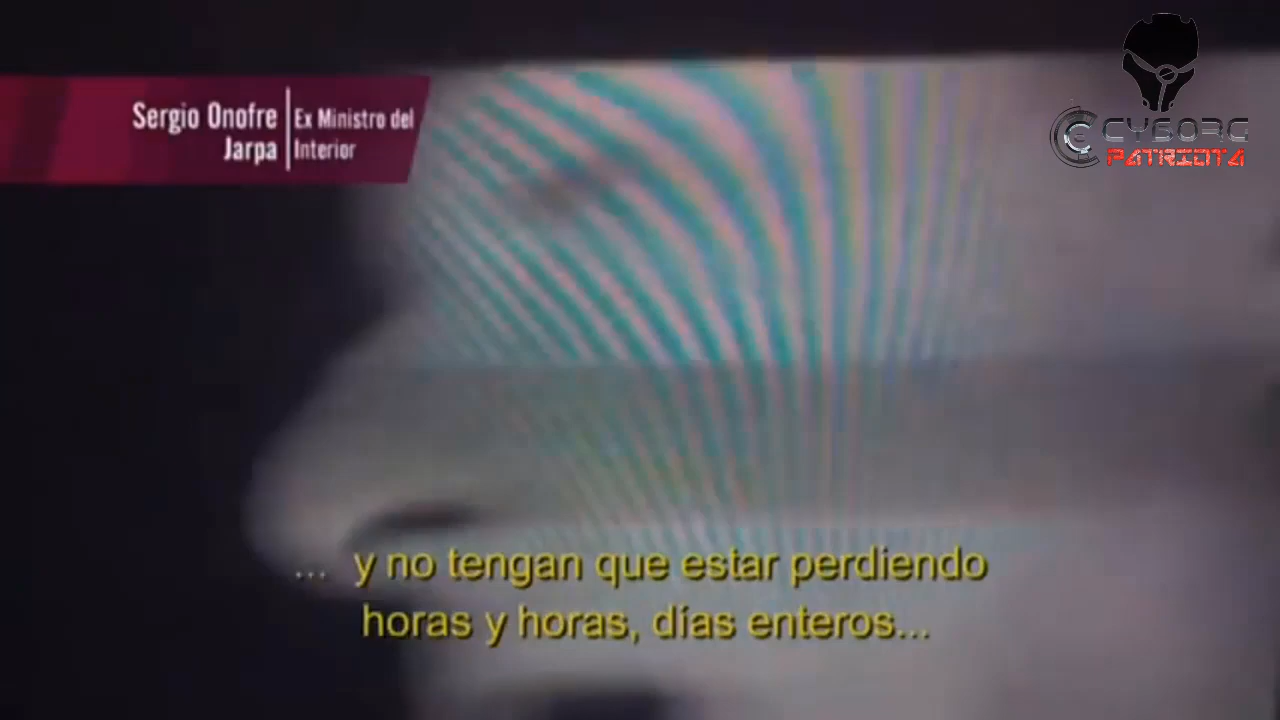 Sergio Onofre
Jarpa
Ex Ministro del
Interior
CYBORG
PATRIOTA
... y no tengan que estar perdiendo
horas y horas, días enteros...